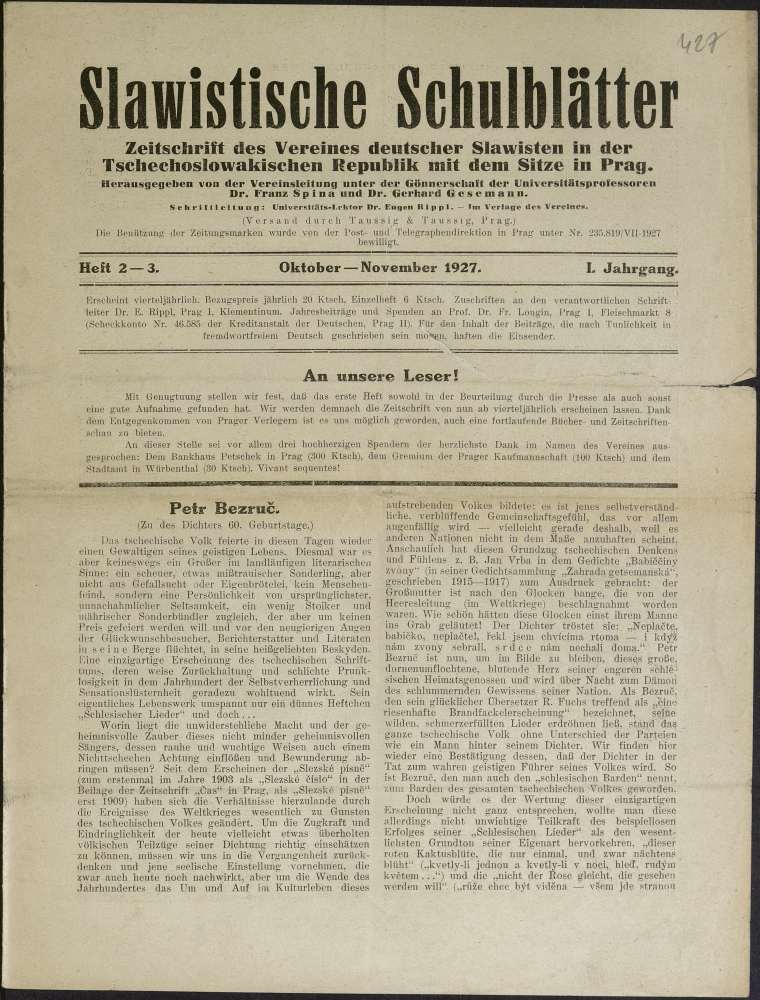 427
Slawistische Schulblätter
Zeitschrift des Vereines deutscher Slawisten in der
Tschechoslowakischen Republik mit dem Sitze in Prag.
Herausgegeben von der Vereinsleitung unter der Gönnerschaft der Universitätsprofessoren
Dr. Franz Spina und Dr. Gerhard Gesemann.
Schriftleitung: Universitäts-Lektor Dr. Eugen Rippl. — Im Verlage des Vereines.
(Versand durch Taussig & Taussig, Prag.)
Die Benützung der Zeitungsmarken wurde von der Post- und Telegraphendirektion in Prag unter Nr. 235.819/VII-1927
bewilligt.
Heft 2—3.
Oktober—November 1927.
I. Jahrgang.
Erscheint vierteljährlich. Bezugspreis jährlich 20 Ktsch. Einzelheft 6 Ktsch. Zuschriften an den verantwortlichen Schrift-
leiter Dr. E. Rippl, Prag I, Klementinum. Jahresbeiträge und Spenden an Prof. Dr. Fr. Longin, Prag I, Fleischmarkt 8
(Scheckkonto Nr. 46.585 der Kreditanstalt der Deutschen, Prag II). Für den Inhalt der Beiträge, die nach Tunlichkeit in
fremdwortfreiem Deutsch geschrieben sein mögen, haften die Einsender.
An unsere Leser!
Mit Genugtuung stellen wir fest, daß das erste Heft sowohl in der Beurteilung durch die Presse als auch sonst
eine gute Aufnahme gefunden hat. Wir werden demnach die Zeitschrift von nun ab vierteljährlich erscheinen lassen. Dank
dem Entgegenkommen von Prager Verlegern ist es uns möglich geworden, auch eine fortlaufende Bücher- und Zeitschriften-
schau zu bieten.
An dieser Stelle sei vor allem drei hochherzigen Spendern der herzlichste Dank im Namen des Vereines aus-
gesprochen: Dem Bankhaus Petschek in Prag (300 Ktsch), dem Gremium der Prager Kaufmannschaft (100 Ktsch) und dem
Stadtamt in Würbenthal (30 Ktsch). Vivant sequentes!
Petr Bezruč.
(Zu des Dichters 60. Geburtstage.)
Das tschechische Volk feierte in diesen Tagen wieder
einen Gewaltigen seines geistigen Lebens. Diesmal war es
aber keineswegs ein Großer im landläufigen literarischen
Sinne: ein scheuer, etwas mißtrauischer Sonderling, aber
nicht aus Gefallsucht oder Eigenbrötelei, kein Menschen-
feind, sondern eine Persönlichkeit von ursprünglichster,
unnachahmlicher Seltsamkeit, ein wenig Stoiker und
mährischer Sonderbündler zugleich, der aber um keinen
Preis gefeiert werden will und vor den neugierigen Augen
der Glückwunschbesucher, Berichterstatter und Literaten
in seine Berge flüchtet, in seine heißgeliebten Beskyden.
Eine einzigartige Erscheinung des tschechischen Schrift-
tums, deren weise Zurückhaltung und schlichte Prunk-
losigkeit in dem Jahrhundert der Selbstverherrlichung und
Sensationslüsternheit geradezu wohltuend wirkt. Sein
eigentliches Lebenswerk umspannt nur ein dünnes Heftchen
„Schlesischer Lieder“ und doch...
Worin liegt die unwiderstehliche Macht und der ge-
heimnisvolle Zauber dieses nicht minder geheimnisvollen
Sängers, dessen rauhe und wuchtige Weisen auch einem
Nichttschechen Achtung einflößen und Bewunderung ab-
ringen müssen? Seit dem Erscheinen der „Slezské písně“
(zum erstenmal im Jahre 1903 als „Slezské číslo“ in der
Beilage der Zeitschrift „Čas“ in Prag, als „Slezské písně“
erst 1909) haben sich die Verhältnisse hierzulande durch
die Ereignisse des Weltkrieges wesentlich zu Gunsten
des tschechischen Volkes geändert. Um die Zugkraft und
Eindringlichkeit der heute vielleicht etwas überholten
völkischen Teilzüge seiner Dichtung richtig einschätzen
zu können, müssen wir uns in die Vergangenheit zurück-
denken und jene seelische Einstellung vornehmen, die
zwar auch heute noch nachwirkt, aber um die Wende des
Jahrhundertes das Um und Auf im Kulturleben dieses
aufstrebenden Volkes bildete: es ist jenes selbstverständ-
liche, verblüffende Gemeinschaftsgefühl, das vor allem
augenfällig wird — vielleicht gerade deshalb, weil es
anderen Nationen nicht in dem Maße anzuhaften scheint.
Anschaulich hat diesen Grundzug tschechischen Denkens
und Fühlens z. B. Jan Vrba in dem Gedichte „Babiččiny
zvony“ (in seiner Gedichtsammlung „Zahrada getsemanská“,
geschrieben 1915—1917) zum Ausdruck gebracht: der
Großmutter ist nach den Glocken bange, die von der
Heeresleitung (im Weltkriege) beschlagnahmt worden
waren. Wie schön hätten diese Glocken einst ihrem Manne
ins Grab geläutet! Der Dichter tröstet sie: „Neplačte,
babičko, neplačte!, řekl jsem chvícíma rtoma — i když
nám zvony sebrali, srdce nám nechali doma.“ Petr
Bezruč ist nun, um im Bilde zu bleiben, dieses große,
dornenumflochtene, blutende Herz seiner engeren schle-
sischen Heimatsgenossen und wird über Nacht zum Dämon
des schlummernden Gewissens seiner Nation. Als Bezruč,
den sein glücklicher Übersetzer R. Fuchs treffend als „eine
riesenhafte Brandfackelerscheinung“ bezeichnet, seine
wilden, schmerzerfüllten Lieder erdröhnen ließ, stand das
ganze tschechische Volk ohne Unterschied der Parteien
wie ein Mann hinter seinem Dichter. Wir finden hier
wieder eine Bestätigung dessen, daß der Dichter in der
Tat zum wahren geistigen Führer seines Volkes wird. So
ist Bezruč, den man auch den „schlesischen Barden“ nennt,
zum Barden des gesamten tschechischen Volkes geworden.
Doch würde es der Wertung dieser einzigartigen
Erscheinung nicht ganz entsprechen, wollte man diese
allerdings nicht unwichtige Teilkraft des beispiellosen
Erfolges seiner „Schlesischen Lieder“ als den wesent-
lichsten Grundton seiner Eigenart hervorkehren, „dieser
roten Kaktusblüte, die nur einmal, und zwar nächtens
blüht“ („kvetly-li jednou a kvetly-li v noci, hleď, rudým
květem...“) und die „nicht der Rose gleicht, die gesehen
werden will“ („růže chce být viděna — všem jde stranou